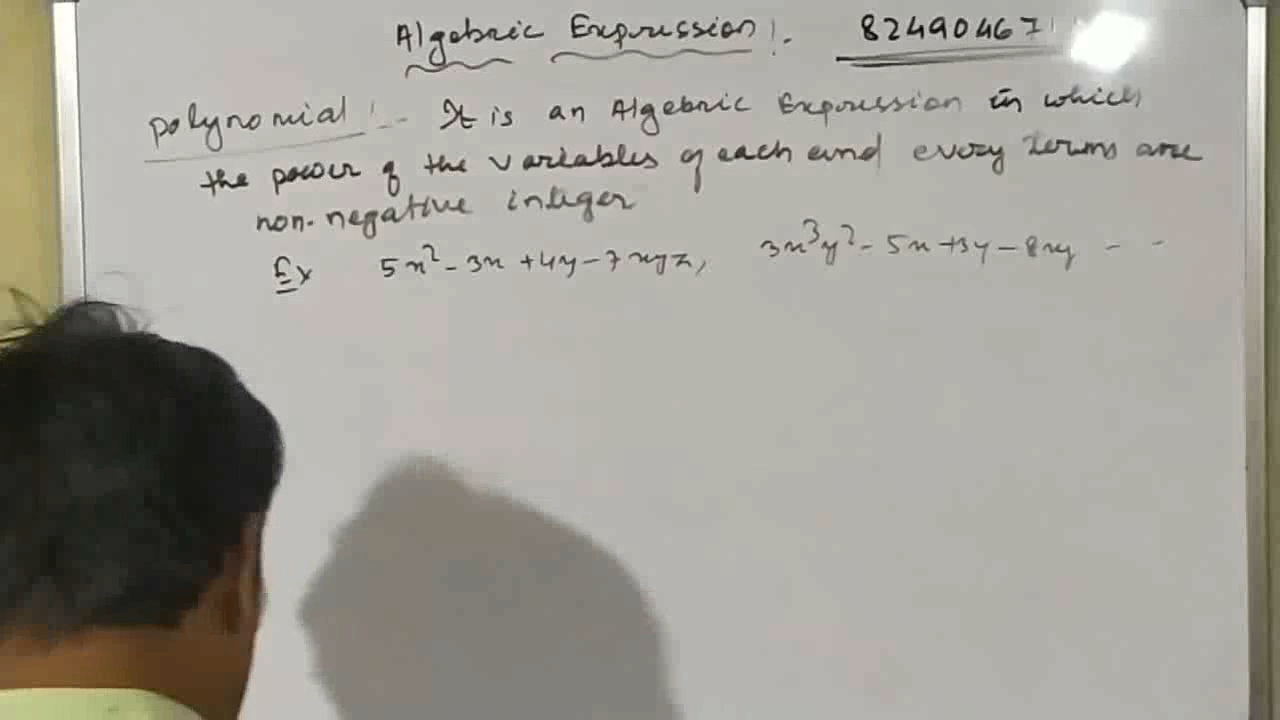 Algebric Expression:- 824904671
polynomial:- It is an Algebric Expression in which
the power of the variables of each and every terms are
non-negative integer
Ex 5x² - 3x + 4y - 7xyz, 3x³y² - 5x + 3y - 8xy - -